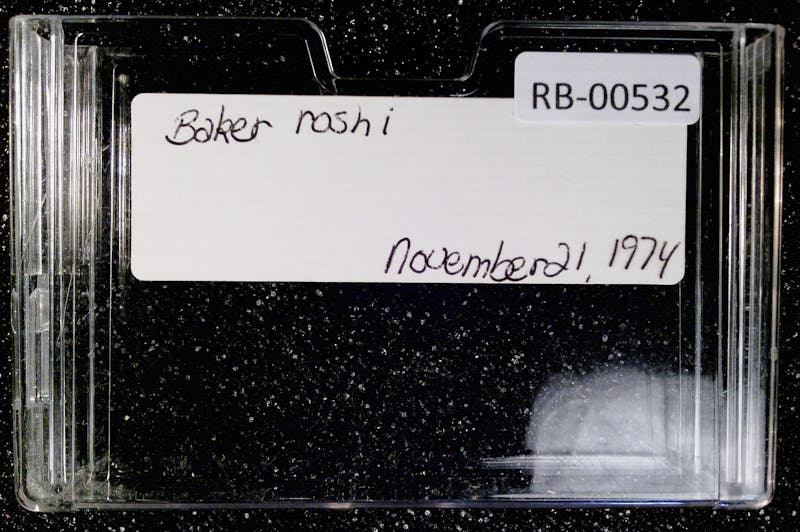 RB-00532
Baker roshi
November 21, 1974